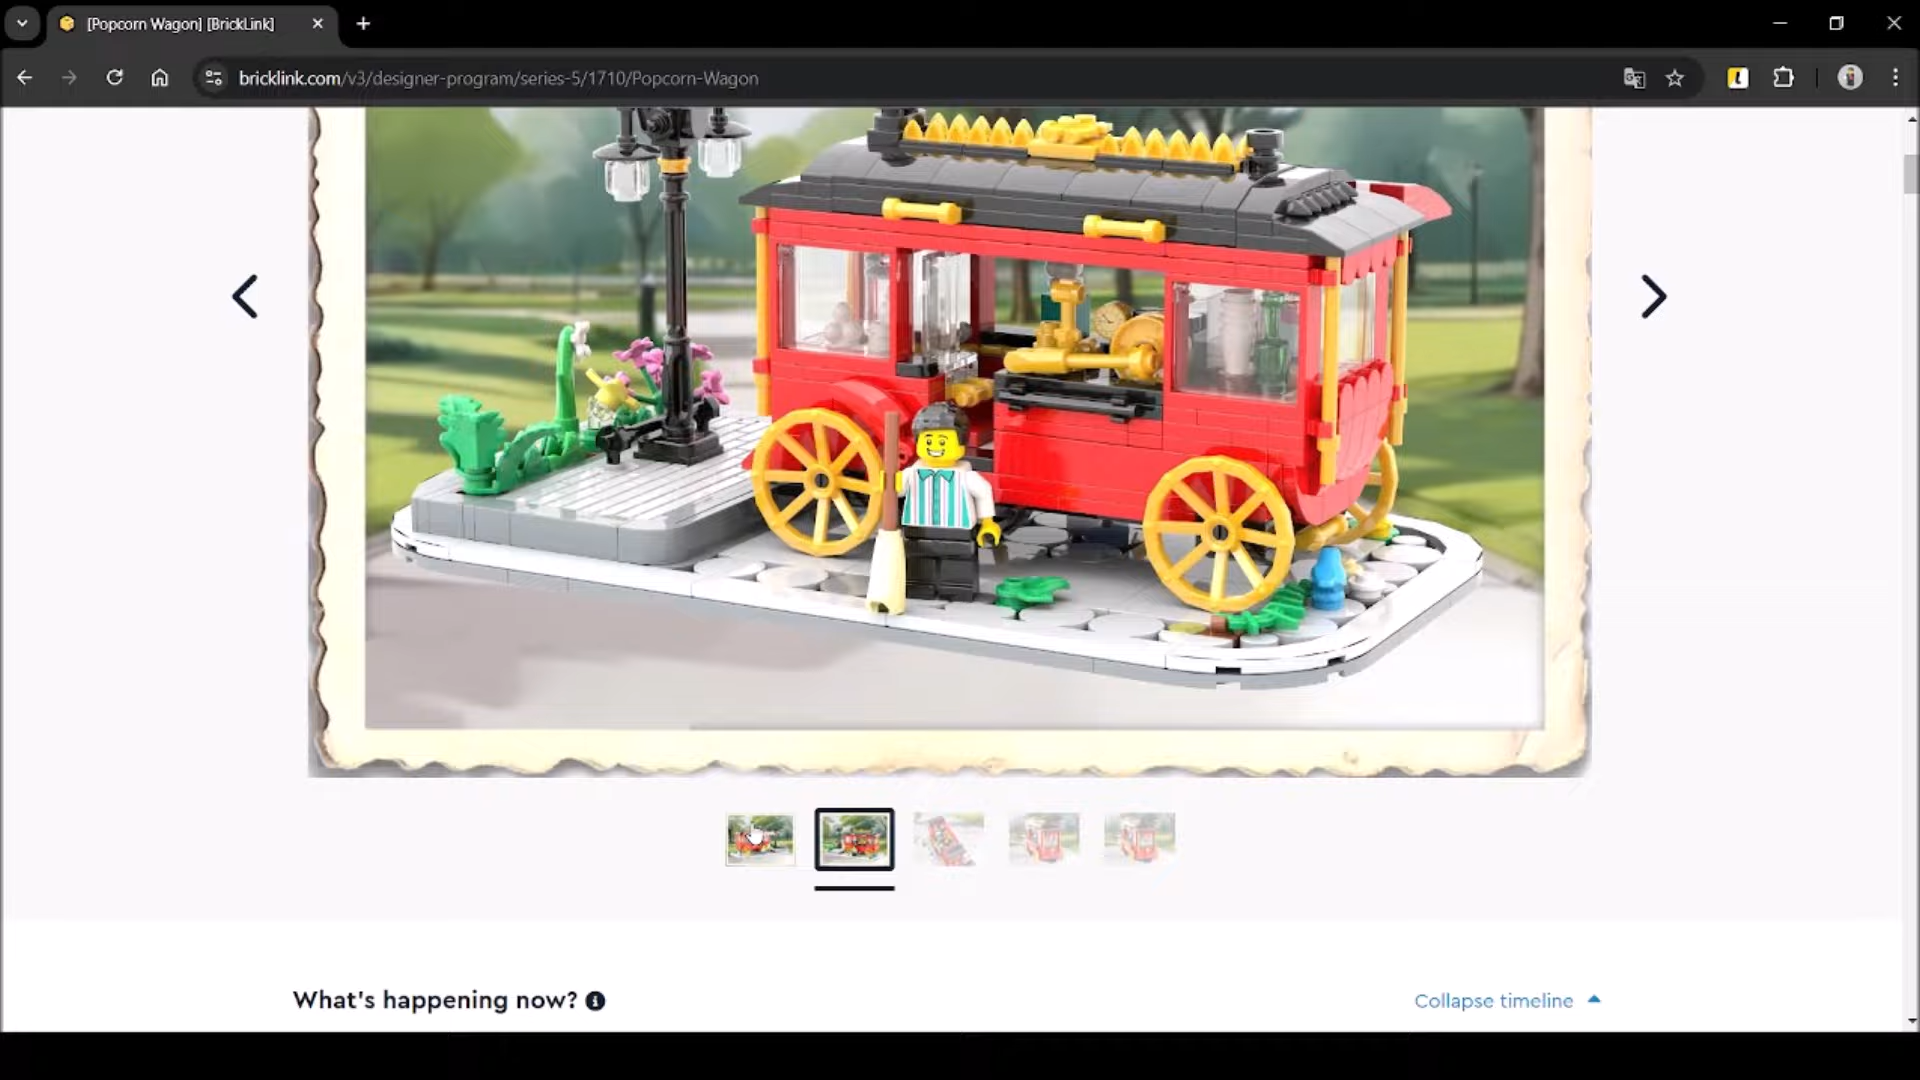 [Popcorn Wagon] [BrickLink]
bricklink.com/v3/designer-program/series-5/1710/Popcorn-Wagon
What's happening now?
Collapse timeline